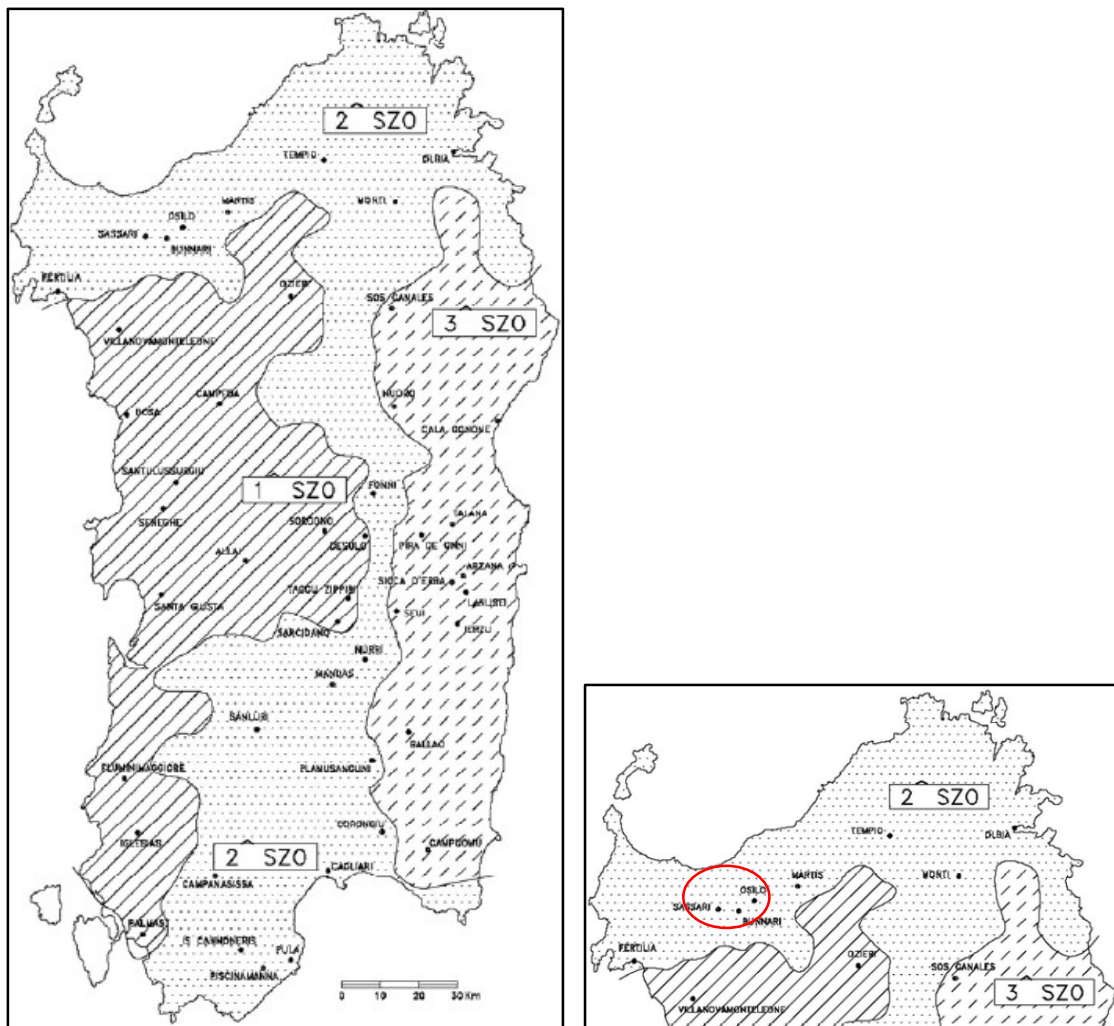 2 SZO
TEMPIO
OLBIA
MARTIS
MONTI
OSILO
SASSARI
BUNNARI
FERTILIA
OZIERI
SOS CANALES
3 SZO
VILLANOVAMONTELEONE
NUORO
CAMPEDA
BOSA
CALA GONONE
SANTULUSSURGIU
1 SZO
FONNI
SENEGHE
SORGONO
TALANA
DESULO
PIRA DE ONNI
ALLAI
ARZANA
SICCA D'ERBA
TACCU ZIPPIRI
LANUSEI
SANTA GIUSTA
SEUI
JERZU
SARCIDANO
NURRI
MANDAS
SANLURI
BALLAO
PLANUSANGUNI
FLUMINIMAGGIORE
CORONGIU
IGLESIAS
CAMPUOMU
2 SZO
CAGLIARI
CAMPANASISSA
PALMAS
IS CANNONERIS
PULA
PISCINAMANNA
0 10 20 30 Km
2 SZO
TEMPIO
OLBIA
MARTIS
MONTI
OSILO
SASSARI
BUNNARI
FERTILIA
OZIERI
SOS CANALES
3 SZO
VILLANOVAMONTELEONE